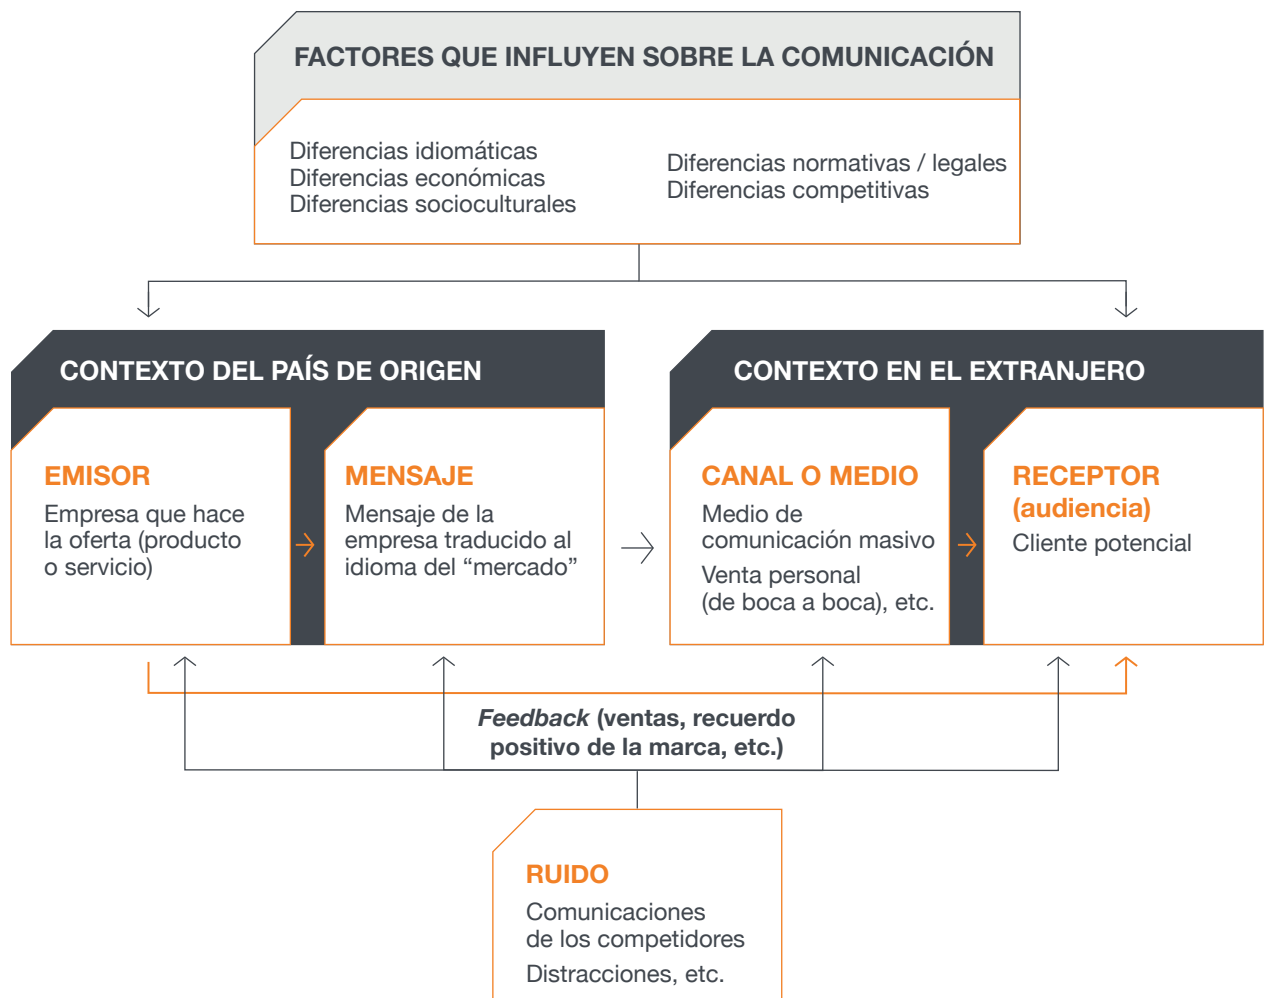 FACTORES QUE INFLUYEN SOBRE LA COMUNICACIÓN
Diferencias idiomáticas
Diferencias económicas
Diferencias socioculturales
Diferencias normativas / legales
Diferencias competitivas
CONTEXTO DEL PAÍS DE ORIGEN
EMISOR
Empresa que hace
la oferta (producto
o servicio)
MENSAJE
Mensaje de la
empresa traducido al
idioma del “mercado”
CONTEXTO EN EL EXTRANJERO
CANAL O MEDIO
Medio de
comunicación masivo
Venta personal
(de boca a boca), etc.
RECEPTOR
(audiencia)
Cliente potencial
Feedback (ventas, recuerdo
positivo de la marca, etc.)
RUIDO
Comunicaciones
de los competidores
Distracciones, etc.